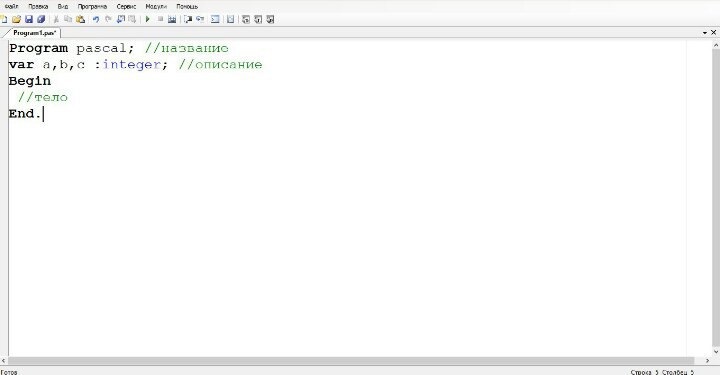 Файл Правка Вид Программа Сервис Модули Помощь
Program1.pas*
Program pascal; //название
var a,b,c :integer; //описание
Begin
//тело
End.
Готов
Строка 5 Столбец 5